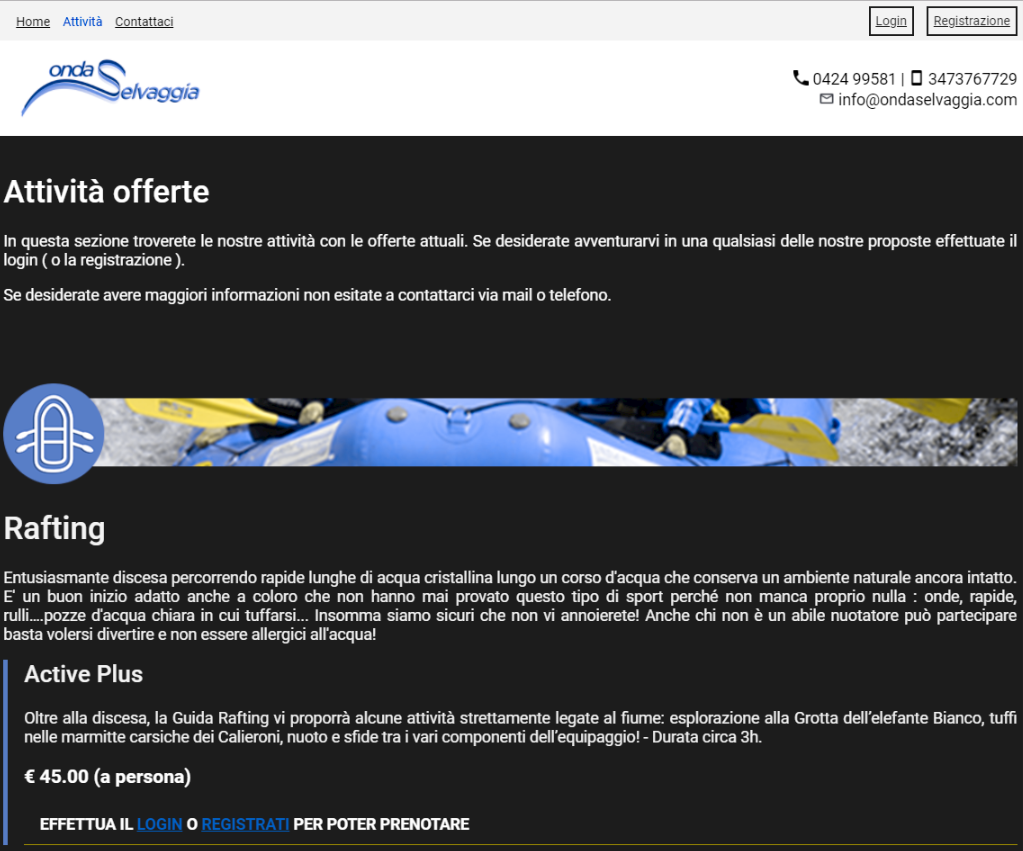 Home Attività Contattaci Login Registrazione
onda Selvaggia
0424 99581 | 3473767729
info@ondaselvaggia.com
Attività offerte
In questa sezione troverete le nostre attività con le offerte attuali. Se desiderate avventurarvi in una qualsiasi delle nostre proposte effettuate il
login ( o la registrazione ).
Se desiderate avere maggiori informazioni non esitate a contattarci via mail o telefono.
Rafting
Entusiasmante discesa percorrendo rapide lunghe di acqua cristallina lungo un corso d'acqua che conserva un ambiente naturale ancora intatto.
E' un buon inizio adatto anche a coloro che non hanno mai provato questo tipo di sport perché non manca proprio nulla : onde, rapide,
rulli....pozze d'acqua chiara in cui tuffarsi... Insomma siamo sicuri che non vi annoierete! Anche chi non è un abile nuotatore può partecipare
basta volersi divertire e non essere allergici all'acqua!
Active Plus
Oltre alla discesa, la Guida Rafting vi proporrà alcune attività strettamente legate al fiume: esplorazione alla Grotta dell’elefante Bianco, tuffi
nelle marmitte carsiche dei Calieroni, nuoto e sfide tra i vari componenti dell’equipaggio! - Durata circa 3h.
€ 45.00 (a persona)
EFFETTUA IL LOGIN O REGISTRATI PER POTER PRENOTARE